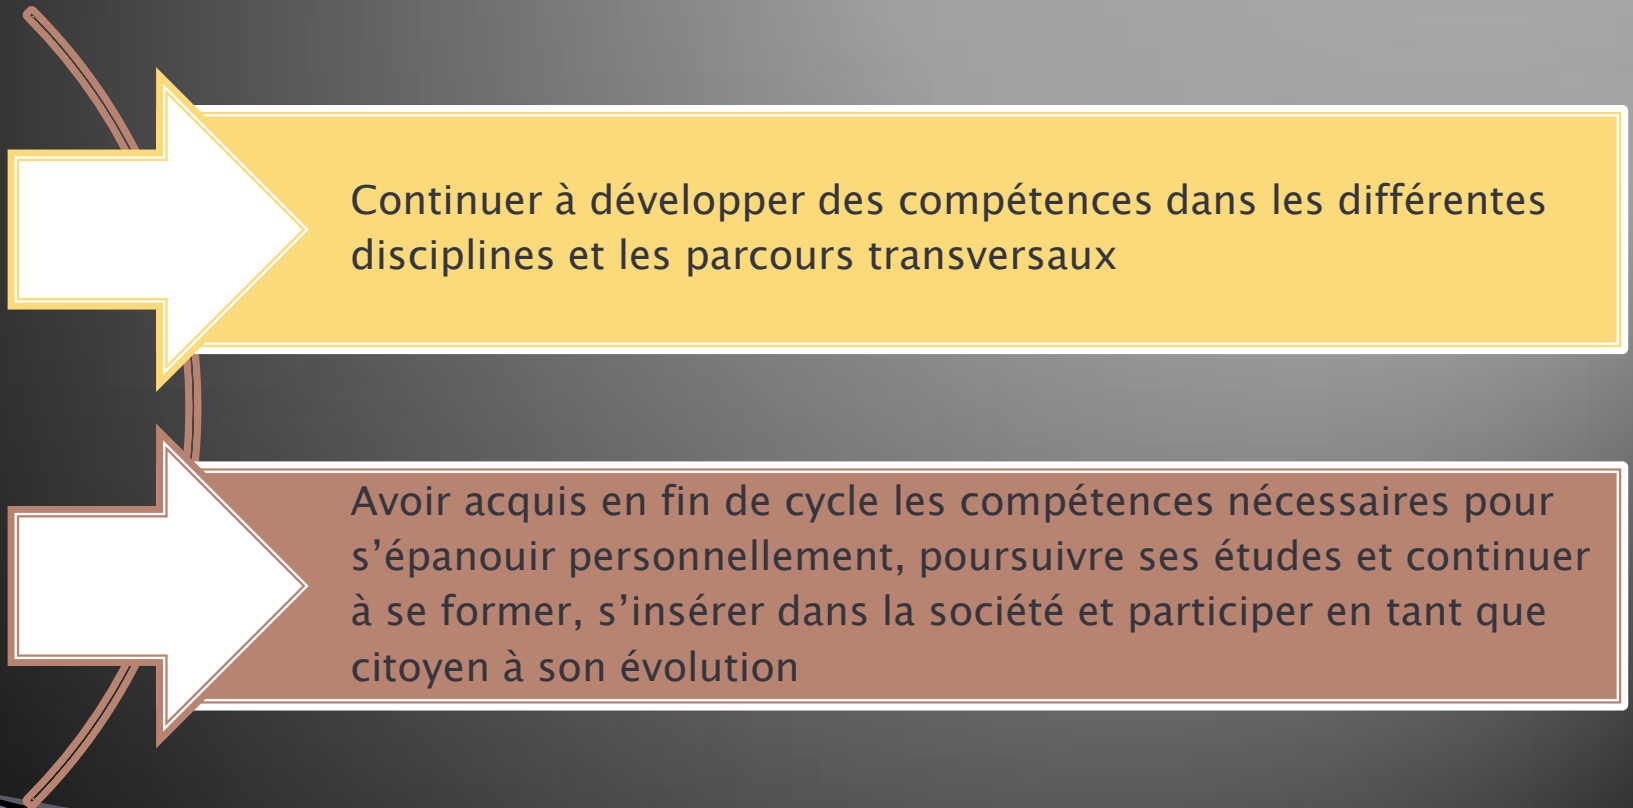 Continuer à développer des compétences dans les différentes
disciplines et les parcours transversaux
Avoir acquis en fin de cycle les compétences nécessaires pour
s’épanouir personnellement, poursuivre ses études et continuer
à se former, s’insérer dans la société et participer en tant que
citoyen à son évolution